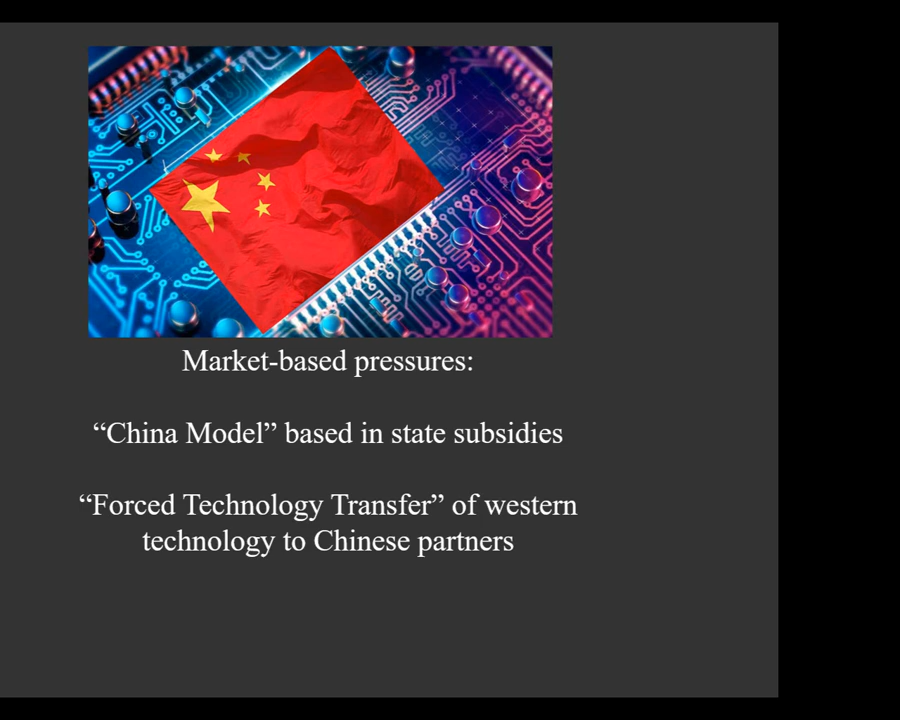 Market-based pressures:
“China Model” based in state subsidies
“Forced Technology Transfer” of western
technology to Chinese partners